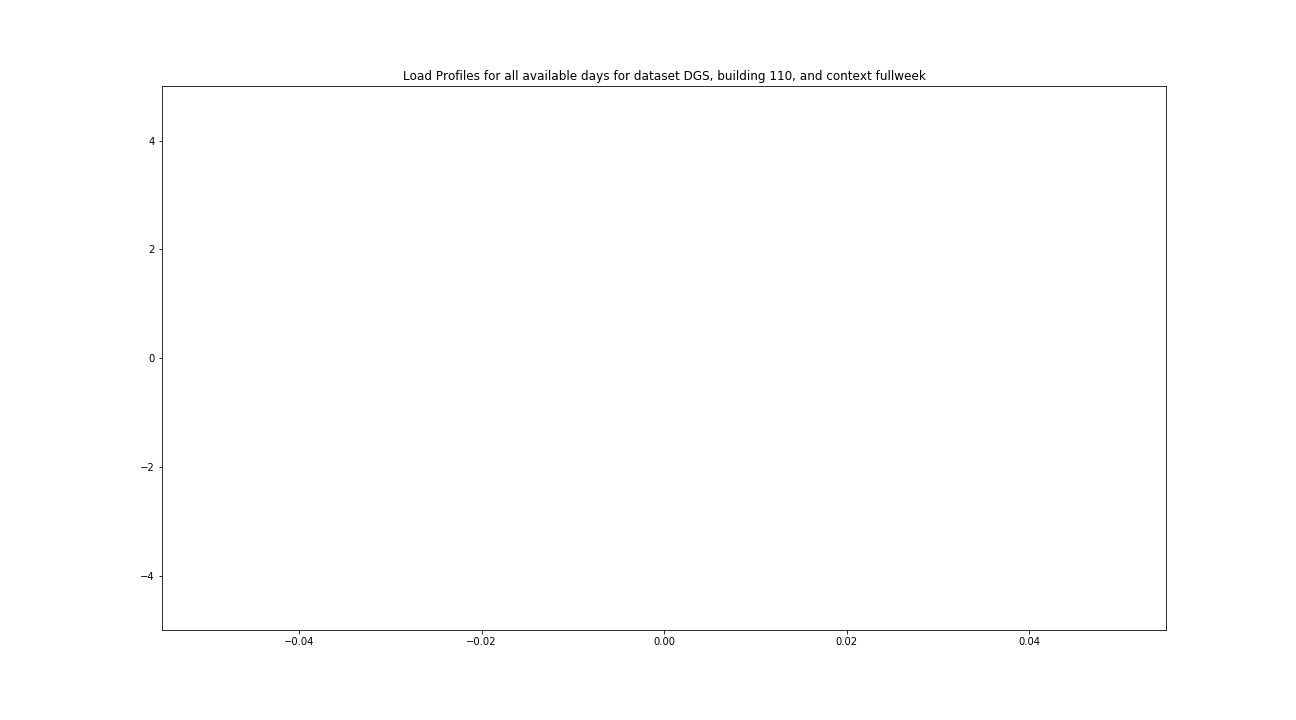 Load Profiles for all available days for dataset DGS, building 110, and context fullweek
4
2
0
−2
−4
−0.04 −0.02 0.00 0.02 0.04